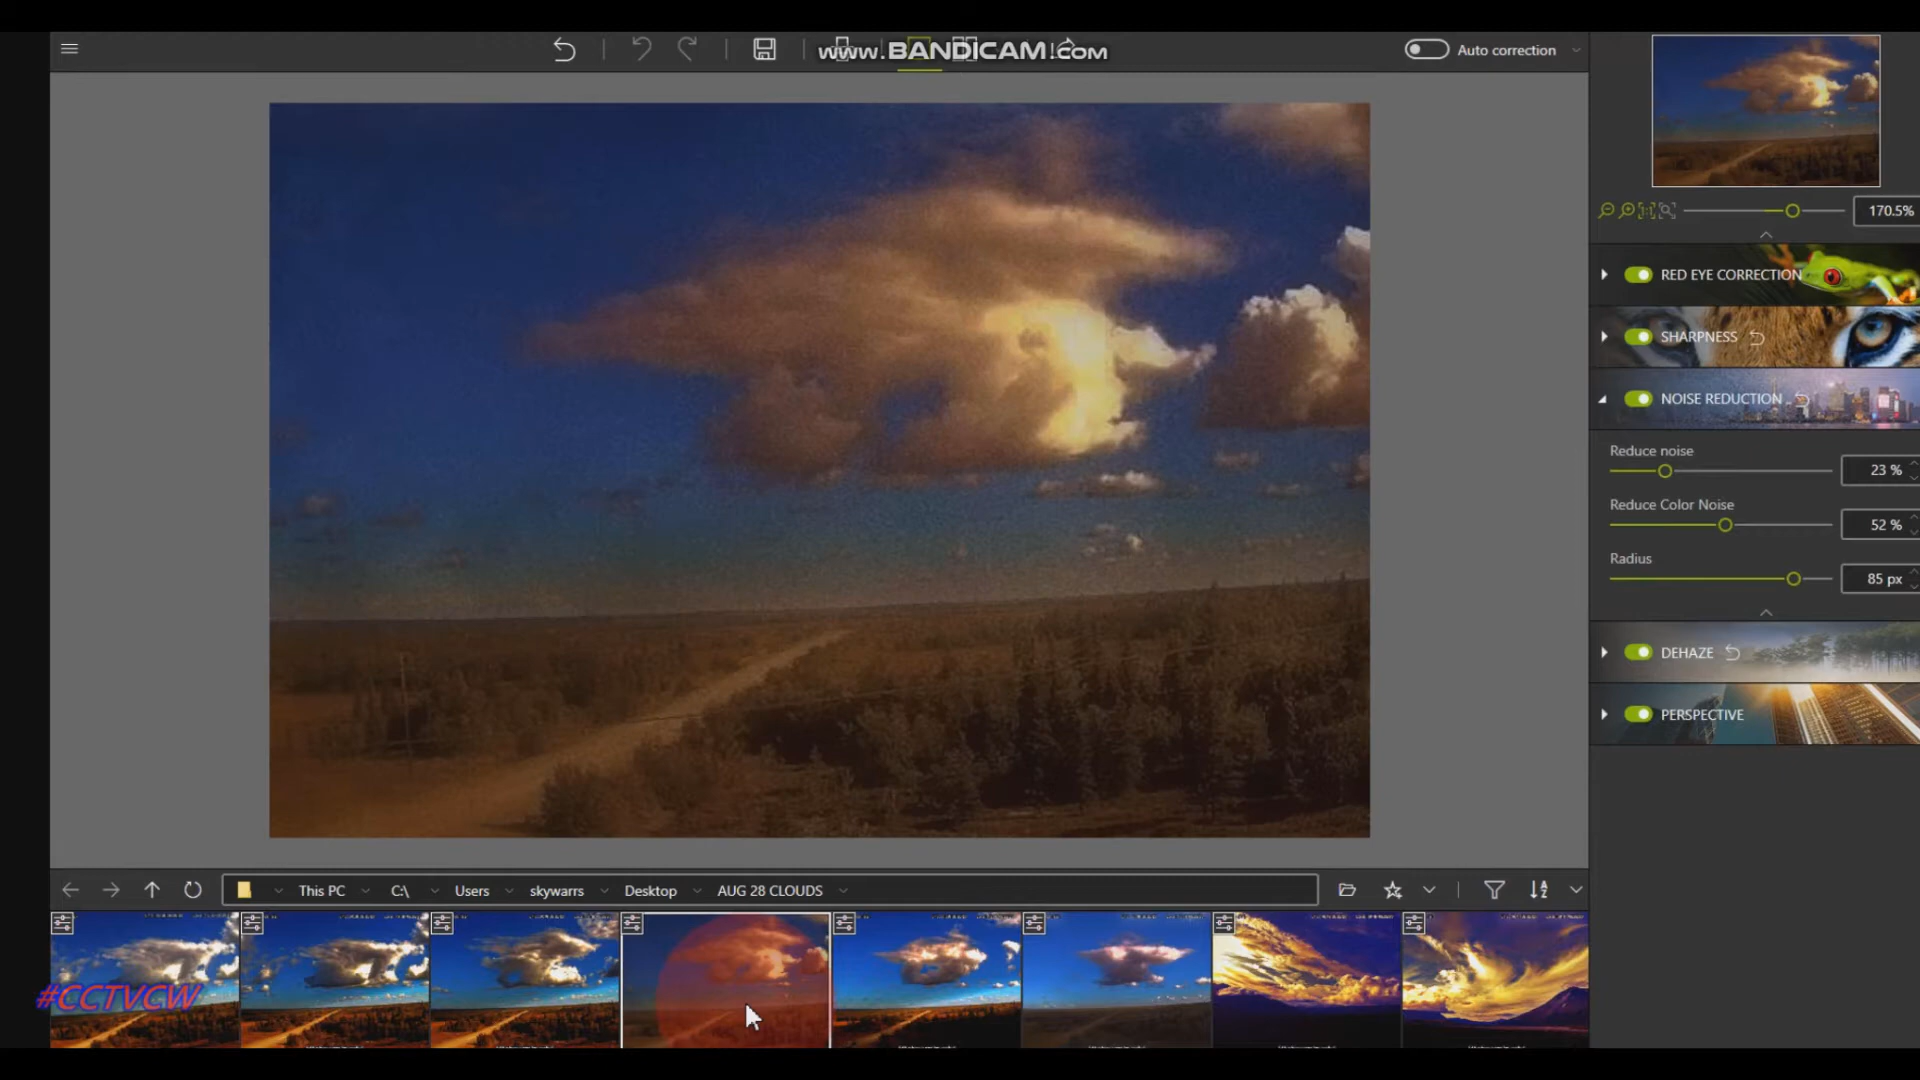 www.BANDICAM.com
Auto correction
170.5%
RED EYE CORRECTION
SHARPNESS
NOISE REDUCTION
Reduce noise
23 %
Reduce Color Noise
52 %
Radius
85 px
DEHAZE
PERSPECTIVE
This PC C:\ Users skywarrs Desktop AUG 28 CLOUDS
#CCTVCW